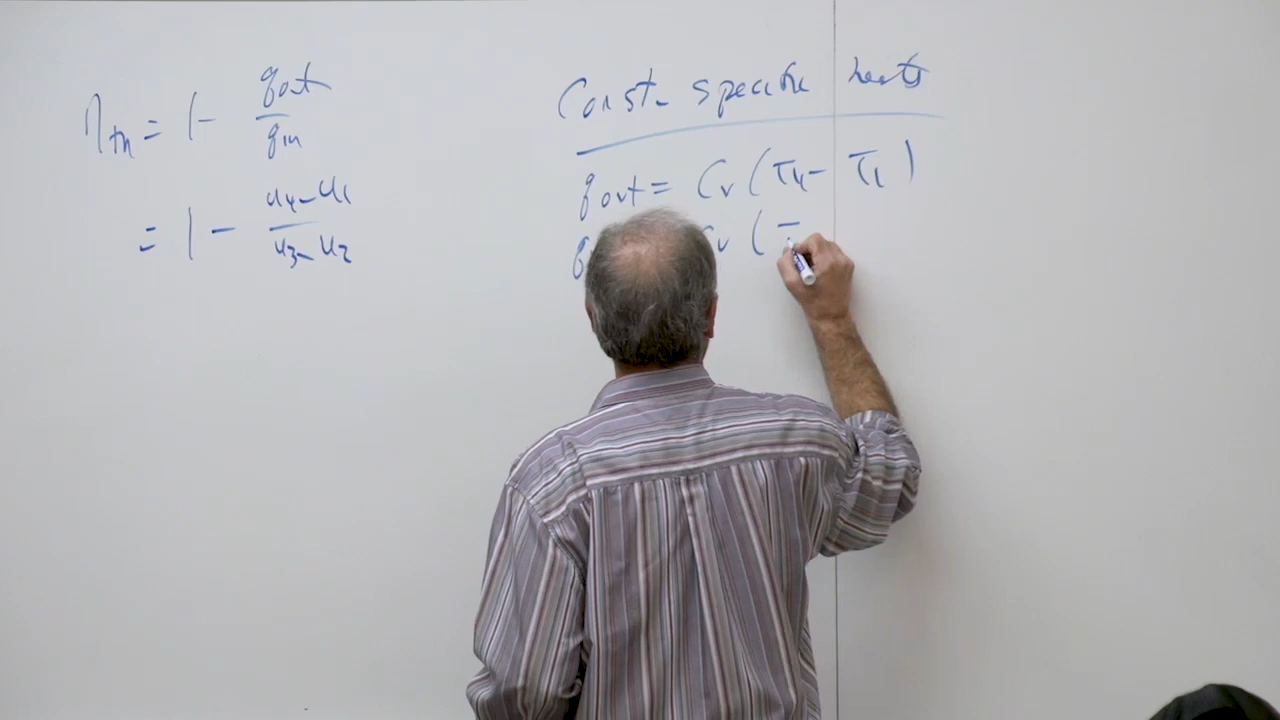 ηth = 1 - qout/qin
= 1 - u4-u1/u3-u2
Const. specific heats
qout = Cv (T4- T1)
q Cv (T